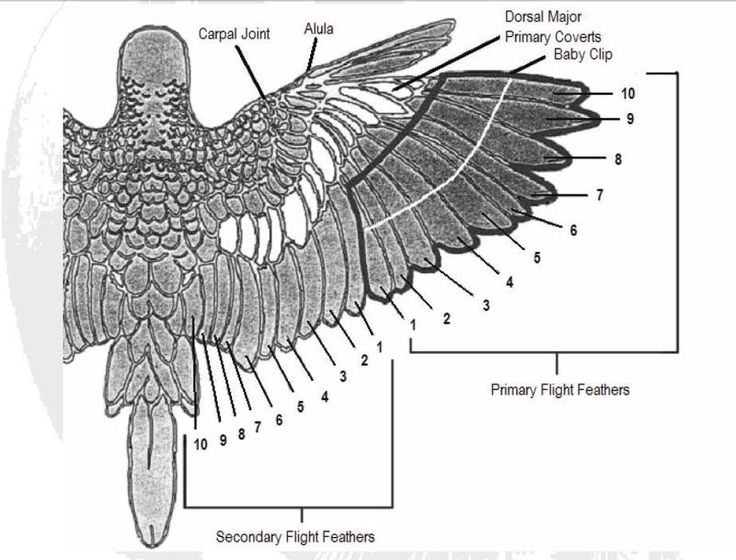 Dorsal Major
Primary Coverts
Baby Clip
Alula
Carpal Joint
10
9
8
7
6
5
4
3
2
1
1
2
3
4
5
6
7
8
9
10
Primary Flight Feathers
Secondary Flight Feathers